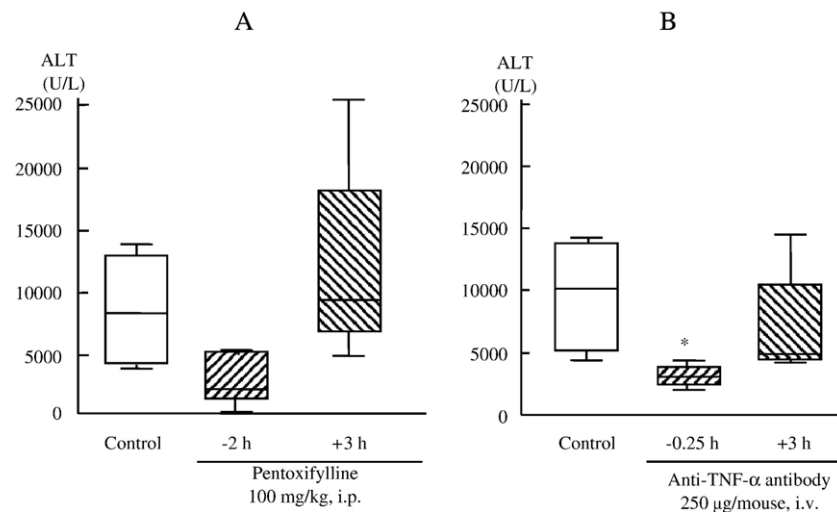 A
ALT
(U/L)
25000
20000
15000
10000
5000
0
Control
-2 h
+3 h
Pentoxifylline
100 mg/kg, i.p.
B
ALT
(U/L)
25000
20000
15000
10000
5000
0
*
Control
-0.25 h
+3 h
Anti-TNF-α antibody
250 μg/mouse, i.v.